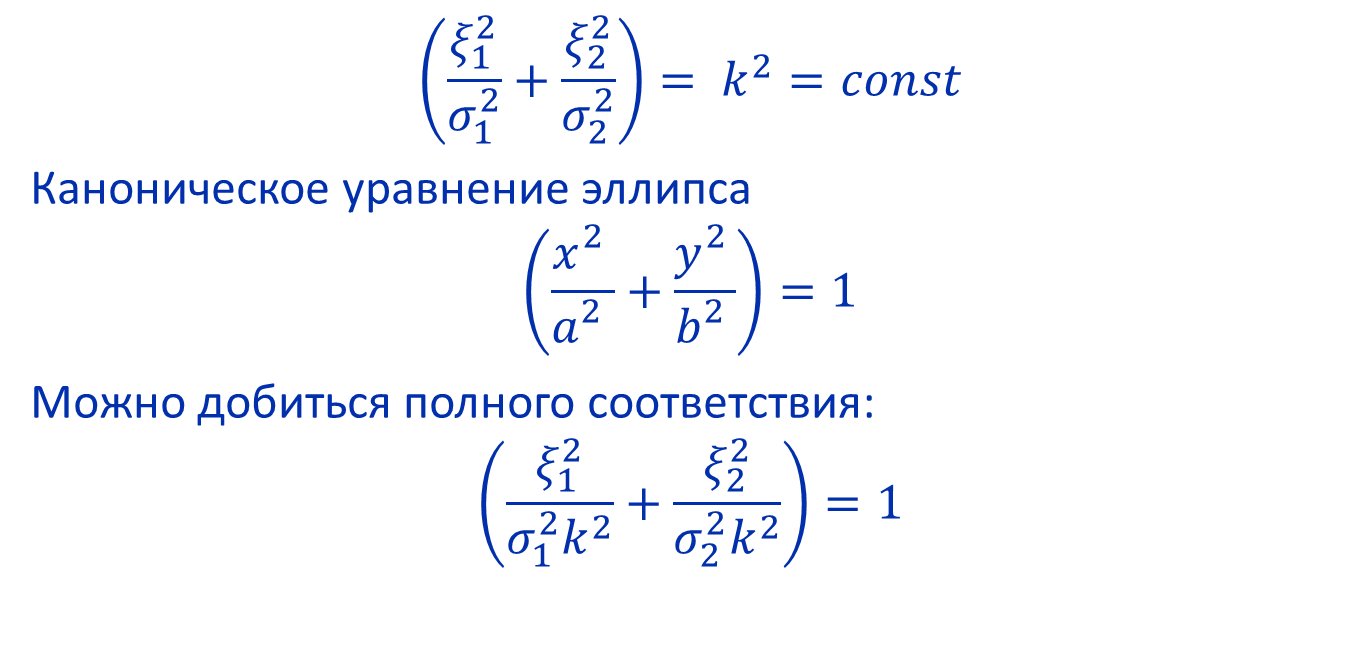 (ξ₁²/σ₁² + ξ₂²/σ₂²) = k² = const
Каноническое уравнение эллипса
(x²/a² + y²/b²) = 1
Можно добиться полного соответствия:
(ξ₁²/σ₁²k² + ξ₂²/σ₂²k²) = 1